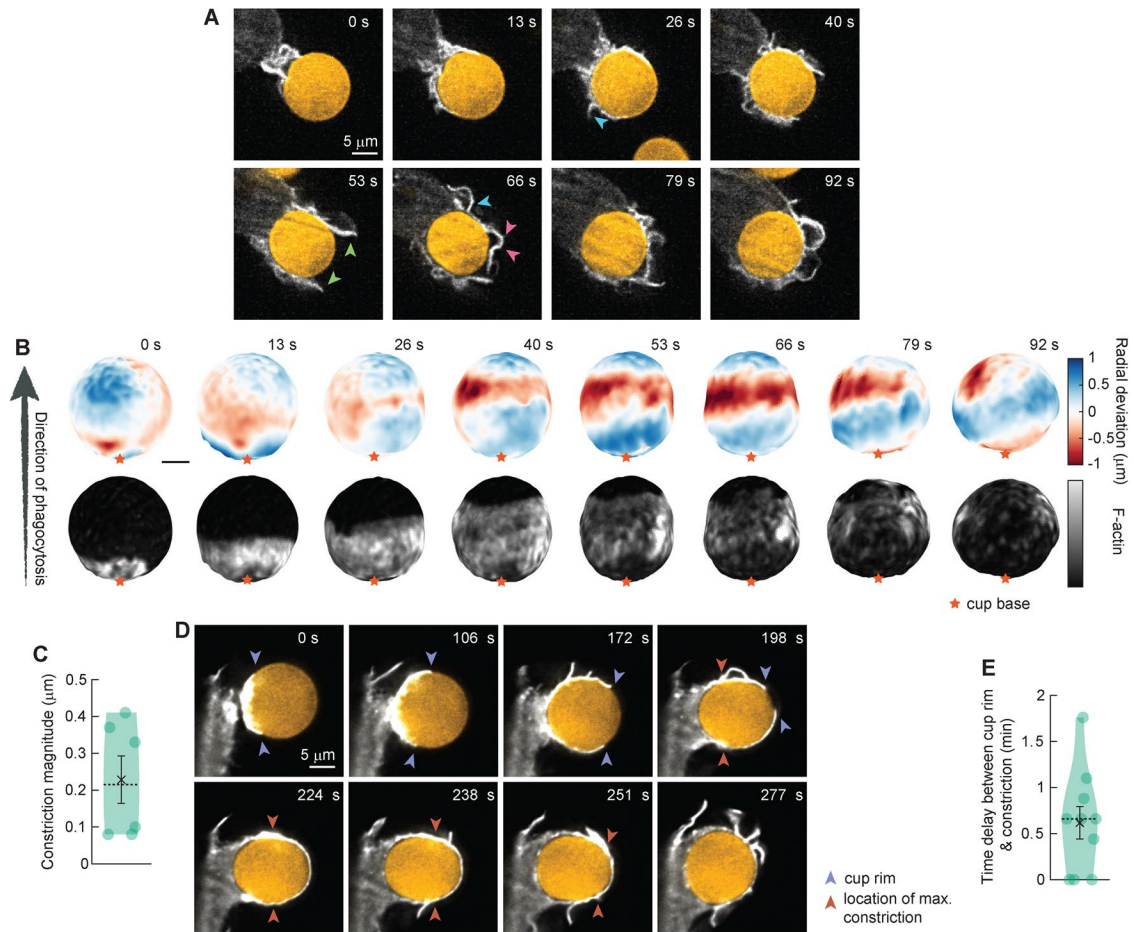 A
0 s
13 s
26 s
40 s
5 μm
53 s
66 s
79 s
92 s
B
0 s
13 s
26 s
40 s
53 s
66 s
79 s
92 s
Direction of phagocytosis
1
0.5
0
-0.5
-1
Radial deviation (μm)
F-actin
cup base
C
Constriction magnitude (μm)
0.5
0.4
0.3
0.2
0.1
0
D
0 s
106 s
172 s
198 s
5 μm
224 s
238 s
251 s
277 s
cup rim
location of max.
constriction
E
Time delay between cup rim
& constriction (min)
2
1.5
1
0.5
0